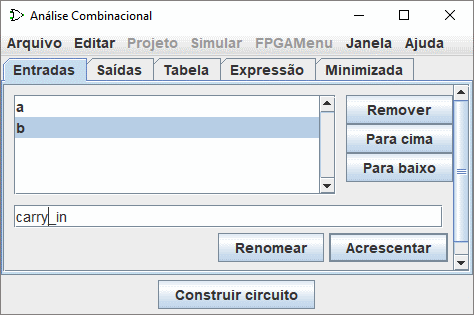 Análise Combinacional
Arquivo Editar Projeto Simular FPGAMenu Janela Ajuda
Entradas Saídas Tabela Expressão Minimizada
a
b
Remover
Para cima
Para baixo
carry_in
Renomear Acrescentar
Construir circuito